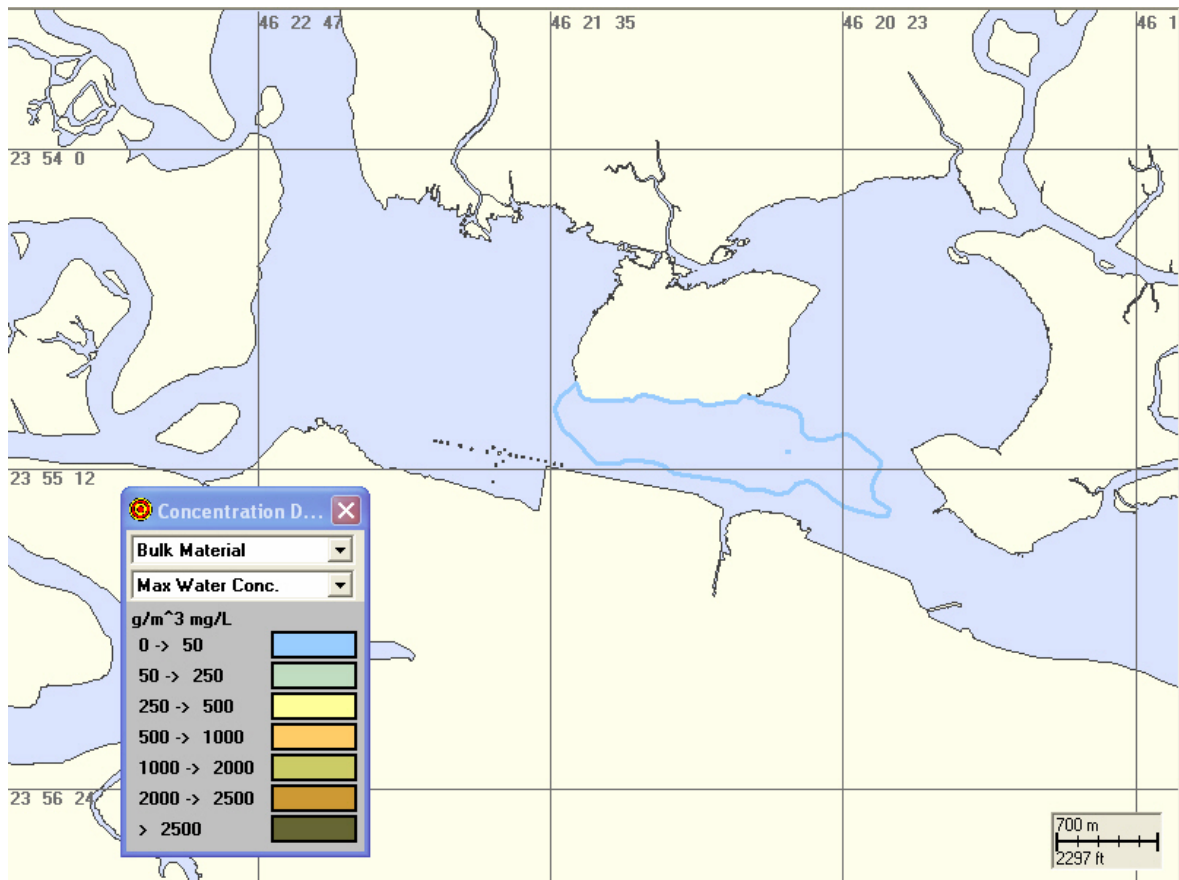 46 22 47
46 21 35
46 20 23
46 1
23 54 0
23 55 12
23 56 24
Concentration D...
Bulk Material
Max Water Conc.
g/m^3 mg/L
0 -> 50
50 -> 250
250 -> 500
500 -> 1000
1000 -> 2000
2000 -> 2500
> 2500
700 m
2297 ft